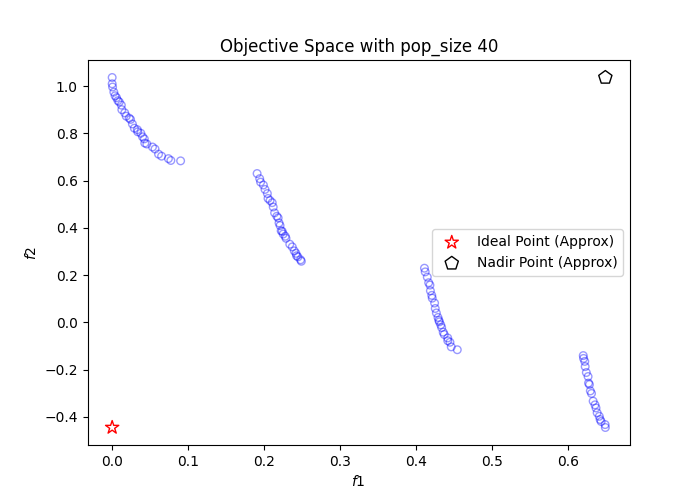 Objective Space with pop_size 40
1.0
0.8
0.6
0.4
0.2
0.0
−0.2
−0.4
f2
Ideal Point (Approx)
Nadir Point (Approx)
0.0 0.1 0.2 0.3 0.4 0.5 0.6
f1